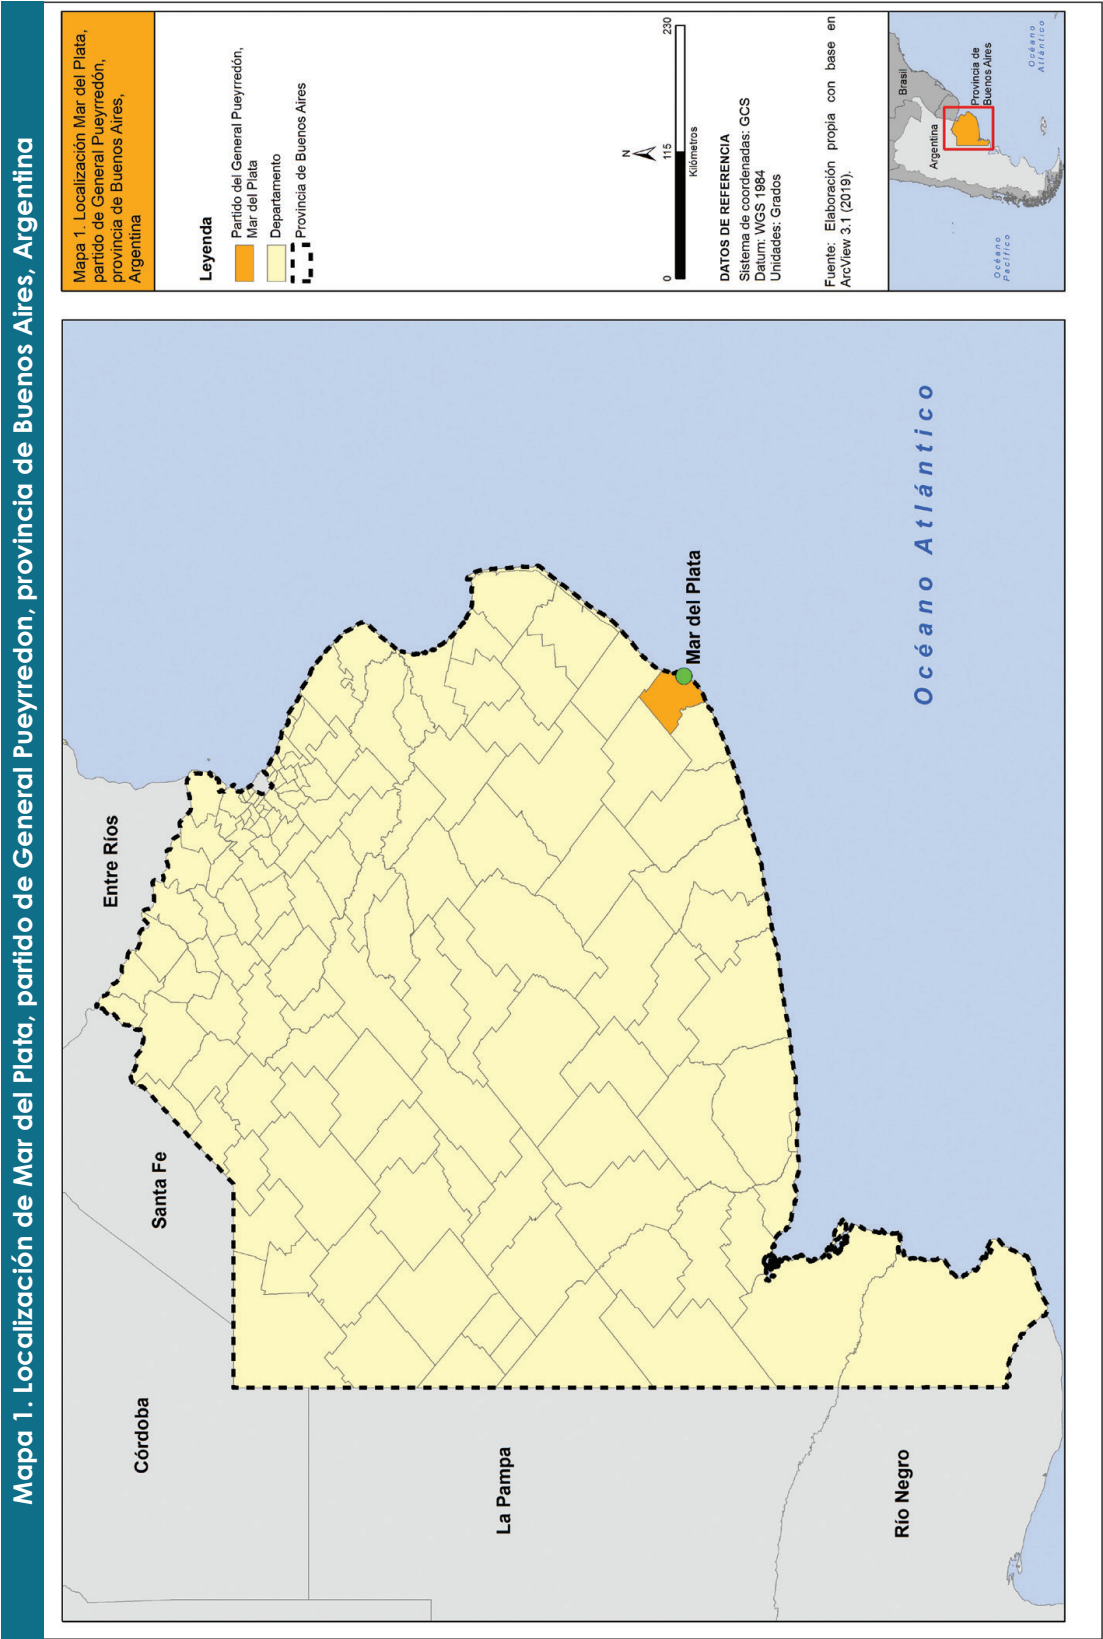 Mapa 1. Localización de Mar del Plata, partido de General Pueyrredon, provincia de Buenos Aires, Argentina
Córdoba
Santa Fe
Entre Ríos
La Pampa
Río Negro
Mar del Plata
Océano Atlántico
Mapa 1. Localización Mar del Plata,
partido de General Pueyrredón,
provincia de Buenos Aires,
Argentina
Leyenda
Partido del General Pueyrredón,
Mar del Plata
Departamento
Provincia de Buenos Aires
N
0 115 230
Kilómetros
DATOS DE REFERENCIA
Sistema de coordenadas: GCS
Datum: WGS 1984
Unidades: Grados
Fuente: Elaboración propia con base en
ArcView 3.1 (2019).
Brasil
Argentina
Provincia de
Buenos Aires
Océano
Atlántico
Océano
Pacífico